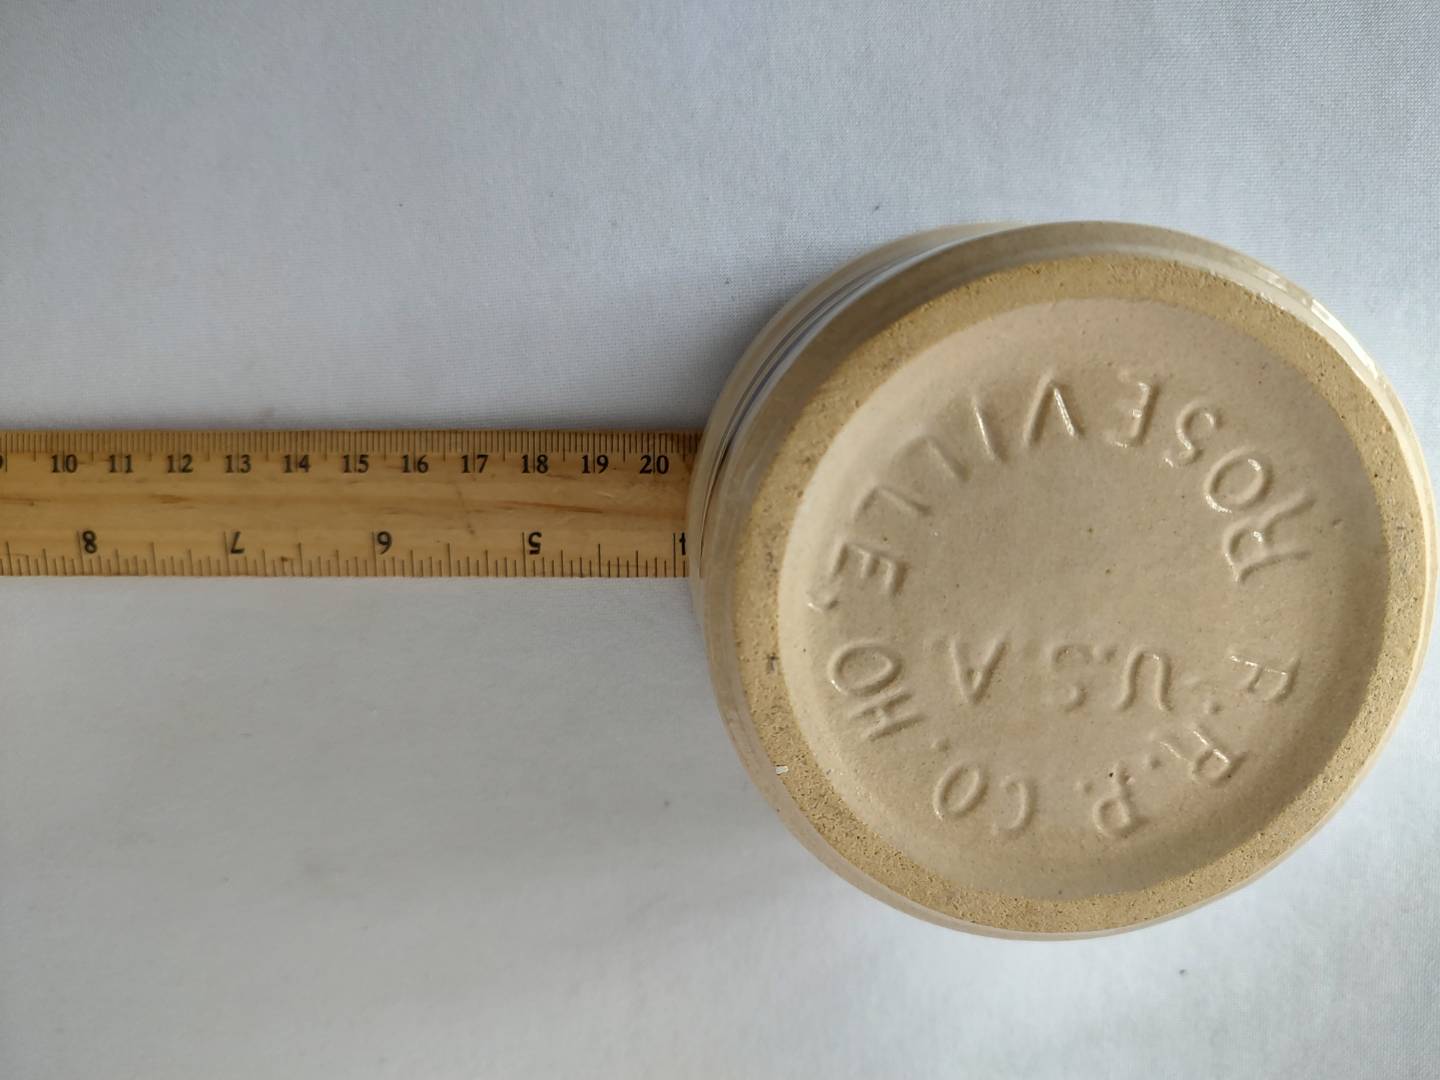 10 11 12 13 14 15 16 17 18 19 20
8 7 6 5
R.R.P. CO. ROSEVILLE, OHIO
U.S.A.